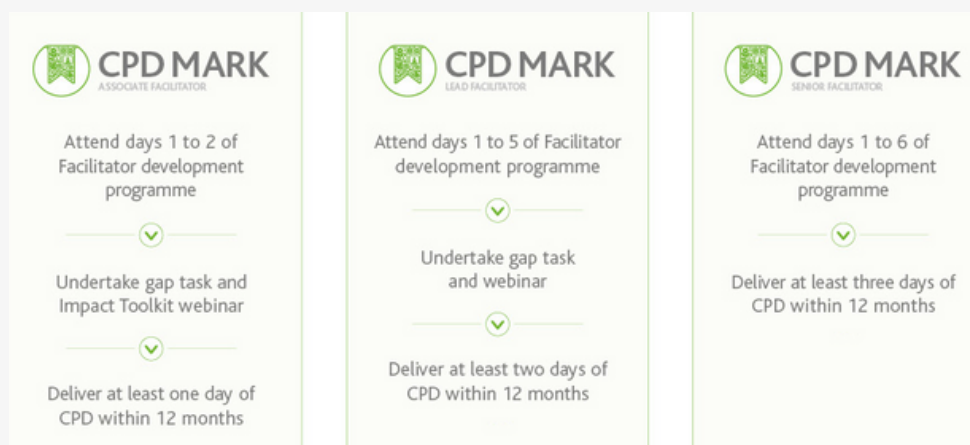 CPD MARK
ASSOCIATE FACILITATOR
Attend days 1 to 2 of
Facilitator development
programme
Undertake gap task and
Impact Toolkit webinar
Deliver at least one day of
CPD within 12 months
CPD MARK
LEAD FACILITATOR
Attend days 1 to 5 of Facilitator
development programme
Undertake gap task
and webinar
Deliver at least two days of
CPD within 12 months
CPD MARK
SENIOR FACILITATOR
Attend days 1 to 6 of
Facilitator development
programme
Deliver at least three days of
CPD within 12 months